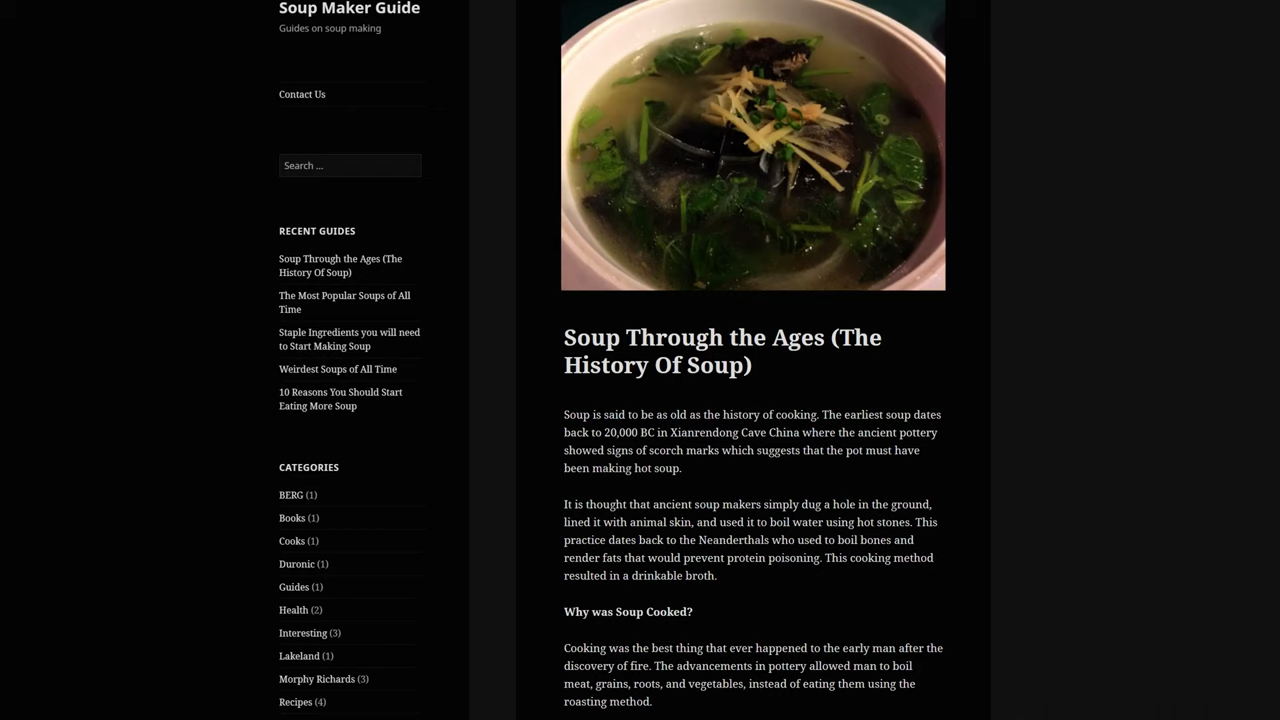 Soup Maker Guide
Guides on soup making
Contact Us
Search ...
RECENT GUIDES
Soup Through the Ages (The
History Of Soup)
The Most Popular Soups of All
Time
Staple Ingredients you will need
to Start Making Soup
Weirdest Soups of All Time
10 Reasons You Should Start
Eating More Soup
CATEGORIES
BERG (1)
Books (1)
Cooks (1)
Duronic (1)
Guides (1)
Health (2)
Interesting (3)
Lakeland (1)
Morphy Richards (3)
Recipes (4)
Soup Through the Ages (The
History Of Soup)
Soup is said to be as old as the history of cooking. The earliest soup dates
back to 20,000 BC in Xianrendong Cave China where the ancient pottery
showed signs of scorch marks which suggests that the pot must have
been making hot soup.
It is thought that ancient soup makers simply dug a hole in the ground,
lined it with animal skin, and used it to boil water using hot stones. This
practice dates back to the Neanderthals who used to boil bones and
render fats that would prevent protein poisoning. This cooking method
resulted in a drinkable broth.
Why was Soup Cooked?
Cooking was the best thing that ever happened to the early man after the
discovery of fire. The advancements in pottery allowed man to boil
meat, grains, roots, and vegetables, instead of eating them using the
roasting method.